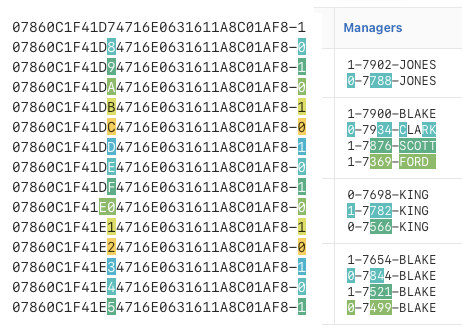 07860C1F41D74716E0631611A8C01AF8-1
07860C1F41D84716E0631611A8C01AF8-0
07860C1F41D94716E0631611A8C01AF8-1
07860C1F41DA4716E0631611A8C01AF8-0
07860C1F41DB4716E0631611A8C01AF8-1
07860C1F41DC4716E0631611A8C01AF8-0
07860C1F41DD4716E0631611A8C01AF8-1
07860C1F41DE4716E0631611A8C01AF8-0
07860C1F41DF4716E0631611A8C01AF8-1
07860C1F41E04716E0631611A8C01AF8-0
07860C1F41E14716E0631611A8C01AF8-1
07860C1F41E24716E0631611A8C01AF8-0
07860C1F41E34716E0631611A8C01AF8-1
07860C1F41E44716E0631611A8C01AF8-0
07860C1F41E54716E0631611A8C01AF8-1
Managers
1-7902-JONES
0-7788-JONES
1-7900-BLAKE
0-7934-CLARK
1-7876-SCOTT
1-7369-FORD
0-7698-KING
1-7782-KING
0-7566-KING
1-7654-BLAKE
0-7844-BLAKE
1-7521-BLAKE
0-7499-BLAKE